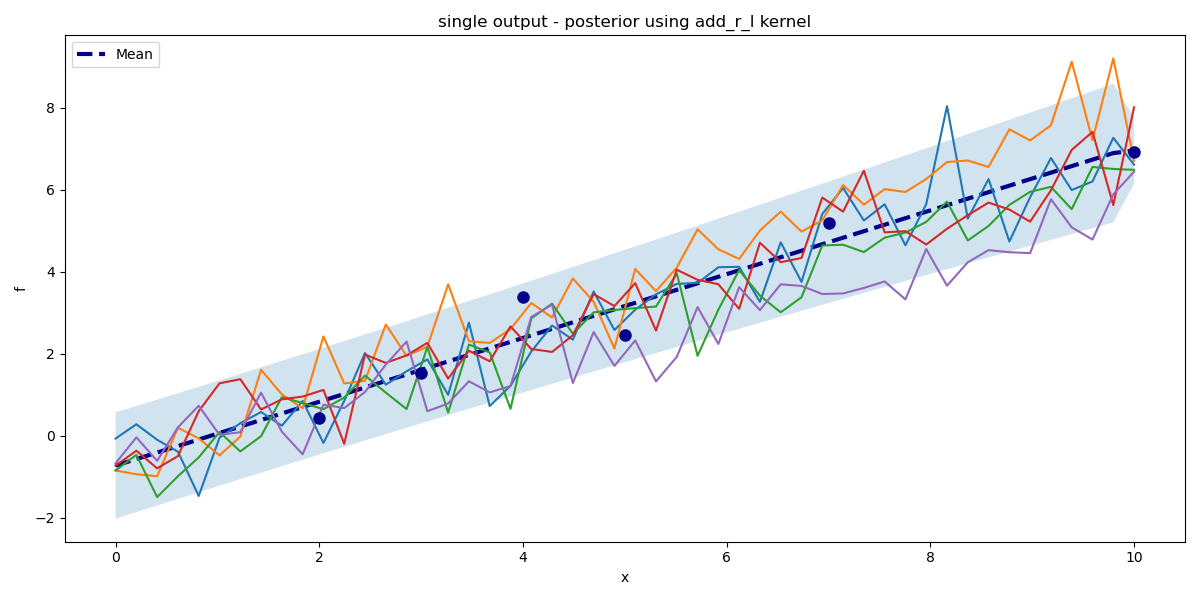 single output - posterior using add_r_l kernel
Mean
f
8
6
4
2
0
−2
0 2 4 6 8 10
x